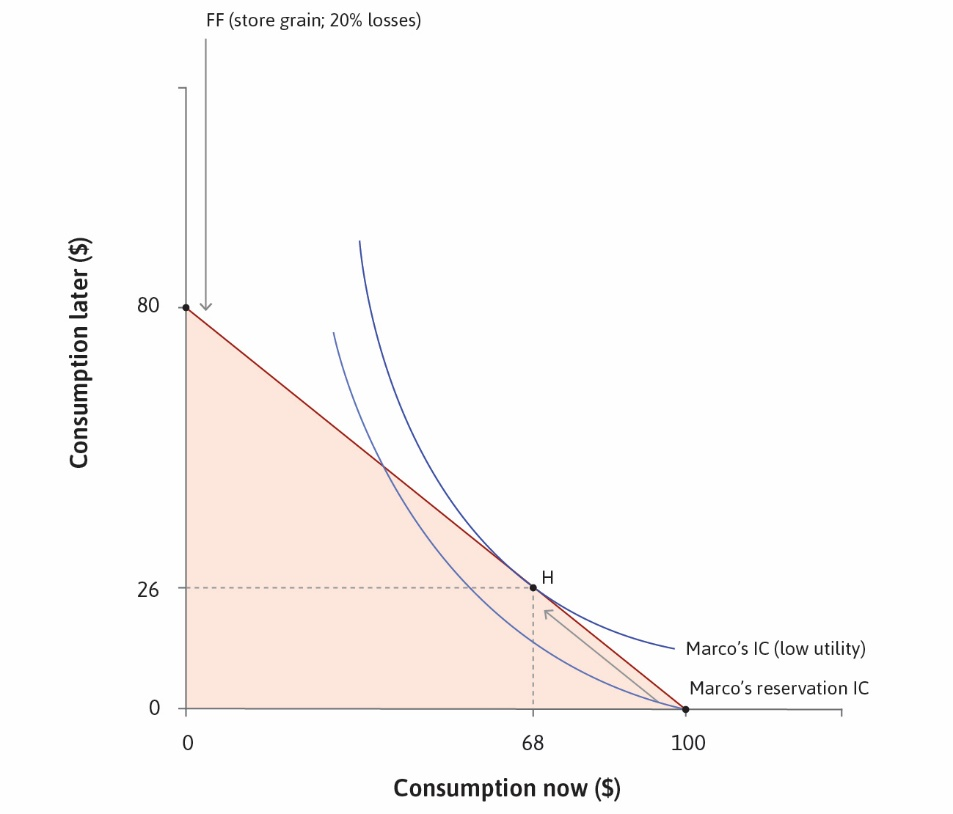 FF (store grain; 20% losses)
Consumption later ($)
80
26
0
H
Marco's IC (low utility)
Marco's reservation IC
0
68
100
Consumption now ($)